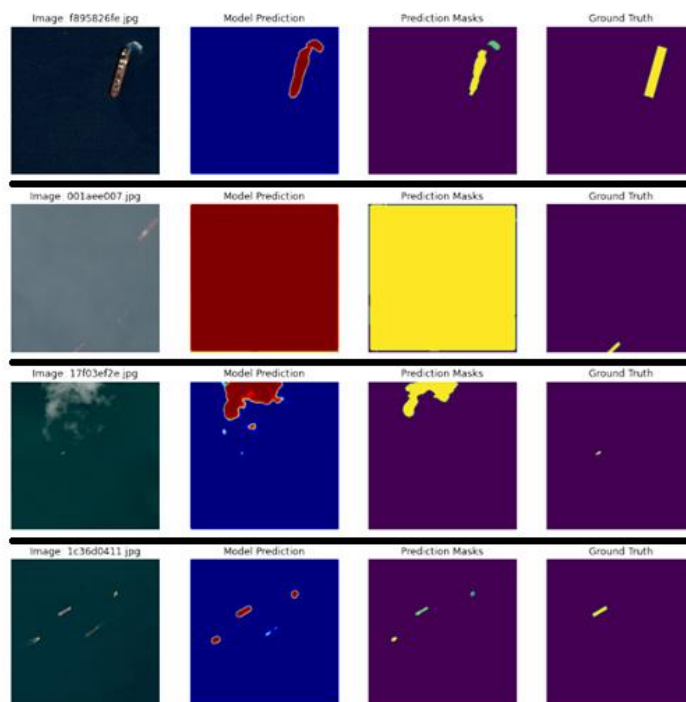 Image: f895826fe.jpg Model Prediction Prediction Masks Ground Truth
Image: 001aee007.jpg Model Prediction Prediction Masks Ground Truth
Image: 17f03ef2e.jpg Model Prediction Prediction Masks Ground Truth
Image: 1c36d0411.jpg Model Prediction Prediction Masks Ground Truth